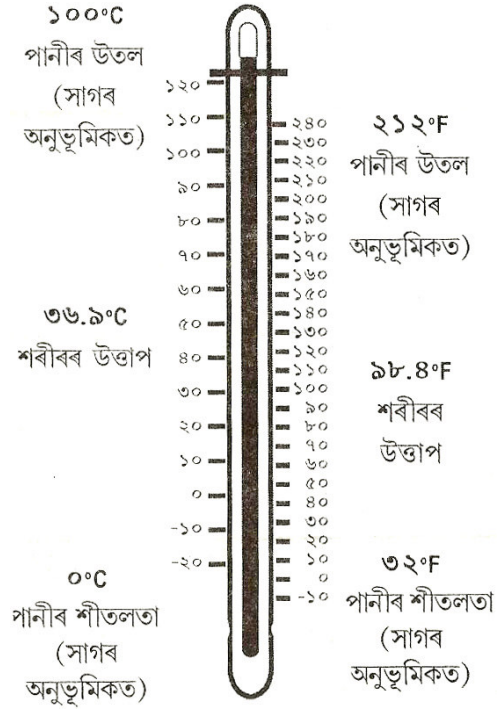 ১০০°C
পানীৰ উতল
(সাগৰ
অনুভূমিকত)
৩৬.৯°C
শৰীৰৰ উত্তাপ
০°C
পানীৰ শীতলতা
(সাগৰ
অনুভূমিকত)
১২০
১১০
১০০
৯০
৮০
৭০
৬০
৫০
৪০
৩০
২০
১০
০
-১০
-২০
২৪০
২৩০
২২০
২১০
২০০
১৯০
১৮০
১৭০
১৬০
১৫০
১৪০
১৩০
১২০
১১০
১০০
৯০
৮০
৭০
৬০
৫০
৪০
৩০
২০
১০
০
-১০
২১২°F
পানীৰ উতল
(সাগৰ
অনুভূমিকত)
৯৮.৪°F
শৰীৰৰ
উত্তাপ
৩২°F
পানীৰ শীতলতা
(সাগৰ
অনুভূমিকত)